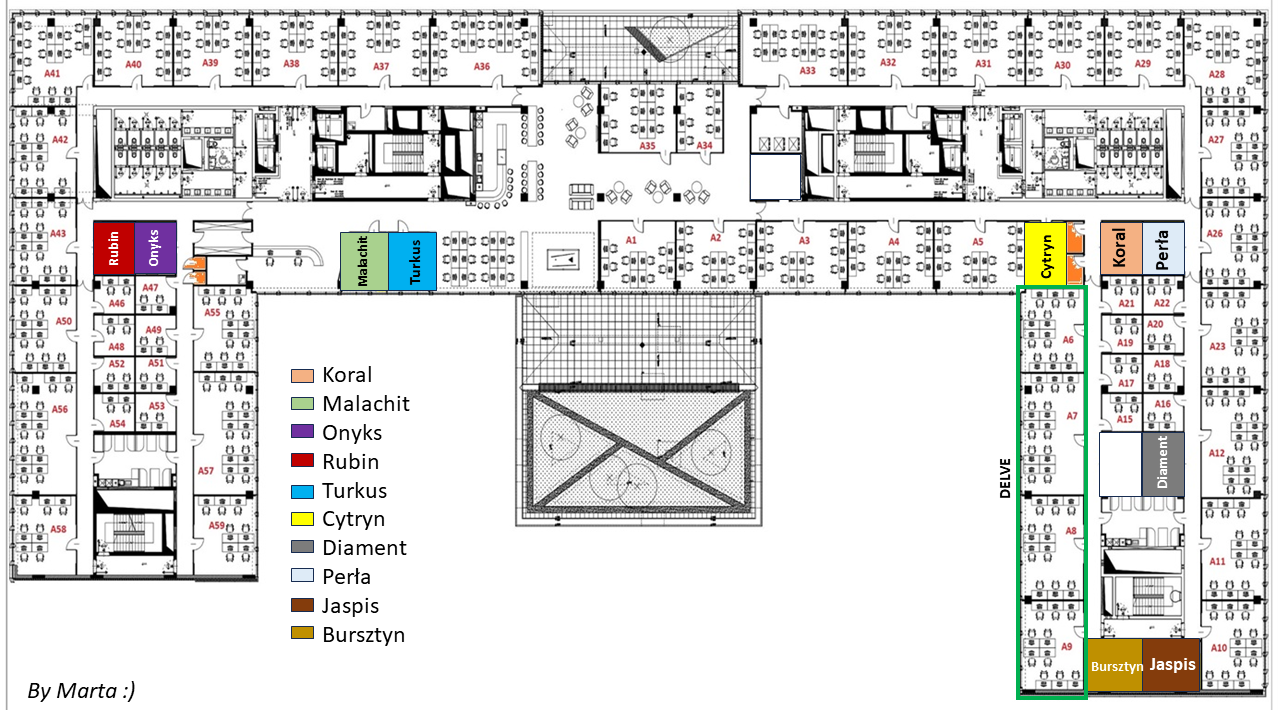 A41
A40
A39
A38
A37
A36
A33
A32
A31
A30
A29
A28
A42
A35
A34
A27
A43
Rubin
Onyks
Malachit
Turkus
A1
A2
A3
A4
A5
Cytryn
Koral
Perła
A26
A46
A47
A50
A48
A49
A55
A52
A51
A56
A53
A54
A57
A58
A59
A21
A22
A6
A20
A19
A23
A18
A17
A7
A16
A15
Diament
A12
DELVE
A8
A11
A9
Bursztyn
Jaspis
A10
Koral
Malachit
Onyks
Rubin
Turkus
Cytryn
Diament
Perła
Jaspis
Bursztyn
By Marta :)